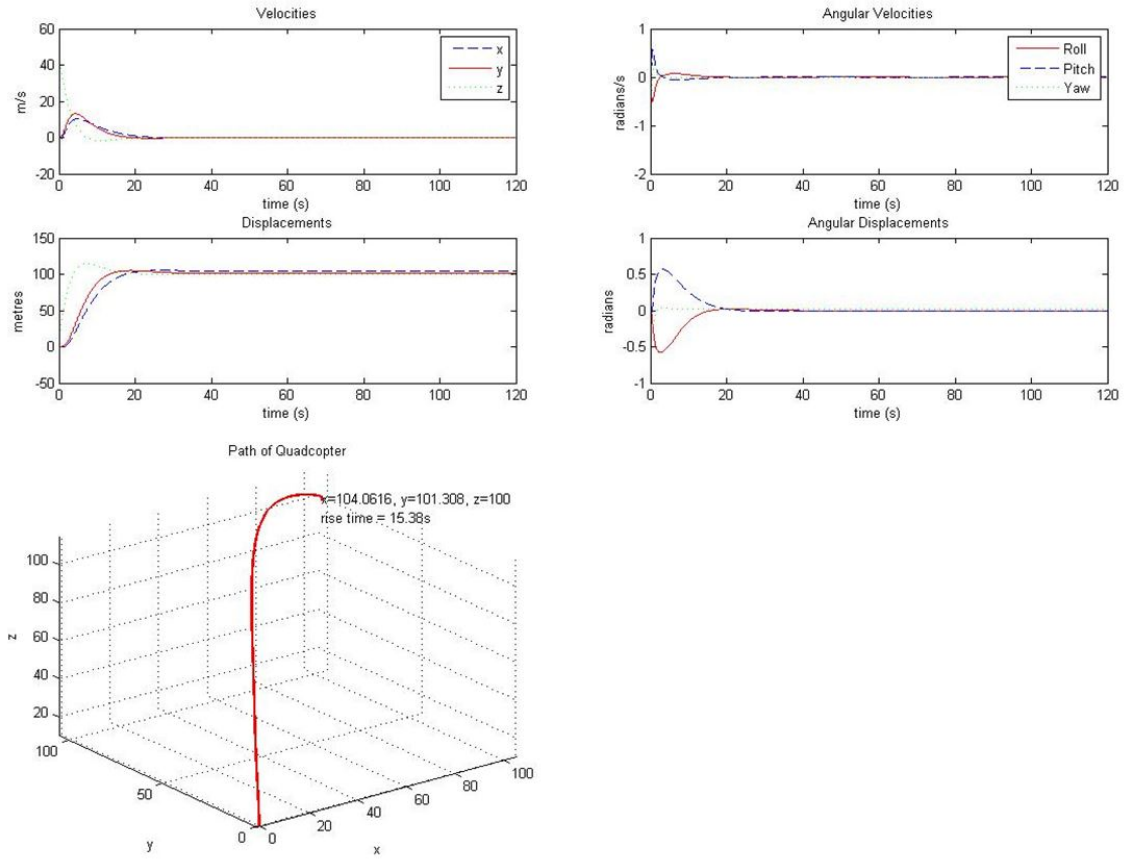 Velocities
60
40
20
0
-20
m/s
x
y
z
0 20 40 60 80 100 120
time (s)
Angular Velocities
1
0
-1
-2
radians/s
Roll
Pitch
Yaw
0 20 40 60 80 100 120
time (s)
Displacements
150
100
50
0
-50
metres
0 20 40 60 80 100 120
time (s)
Angular Displacements
1
0.5
0
-0.5
-1
radians
0 20 40 60 80 100 120
time (s)
Path of Quadcopter
x=104.0616, y=101.308, z=100
rise time = 15.38s
100
80
60
40
20
z
100
50
0
y
0
20
40
60
80
100
x